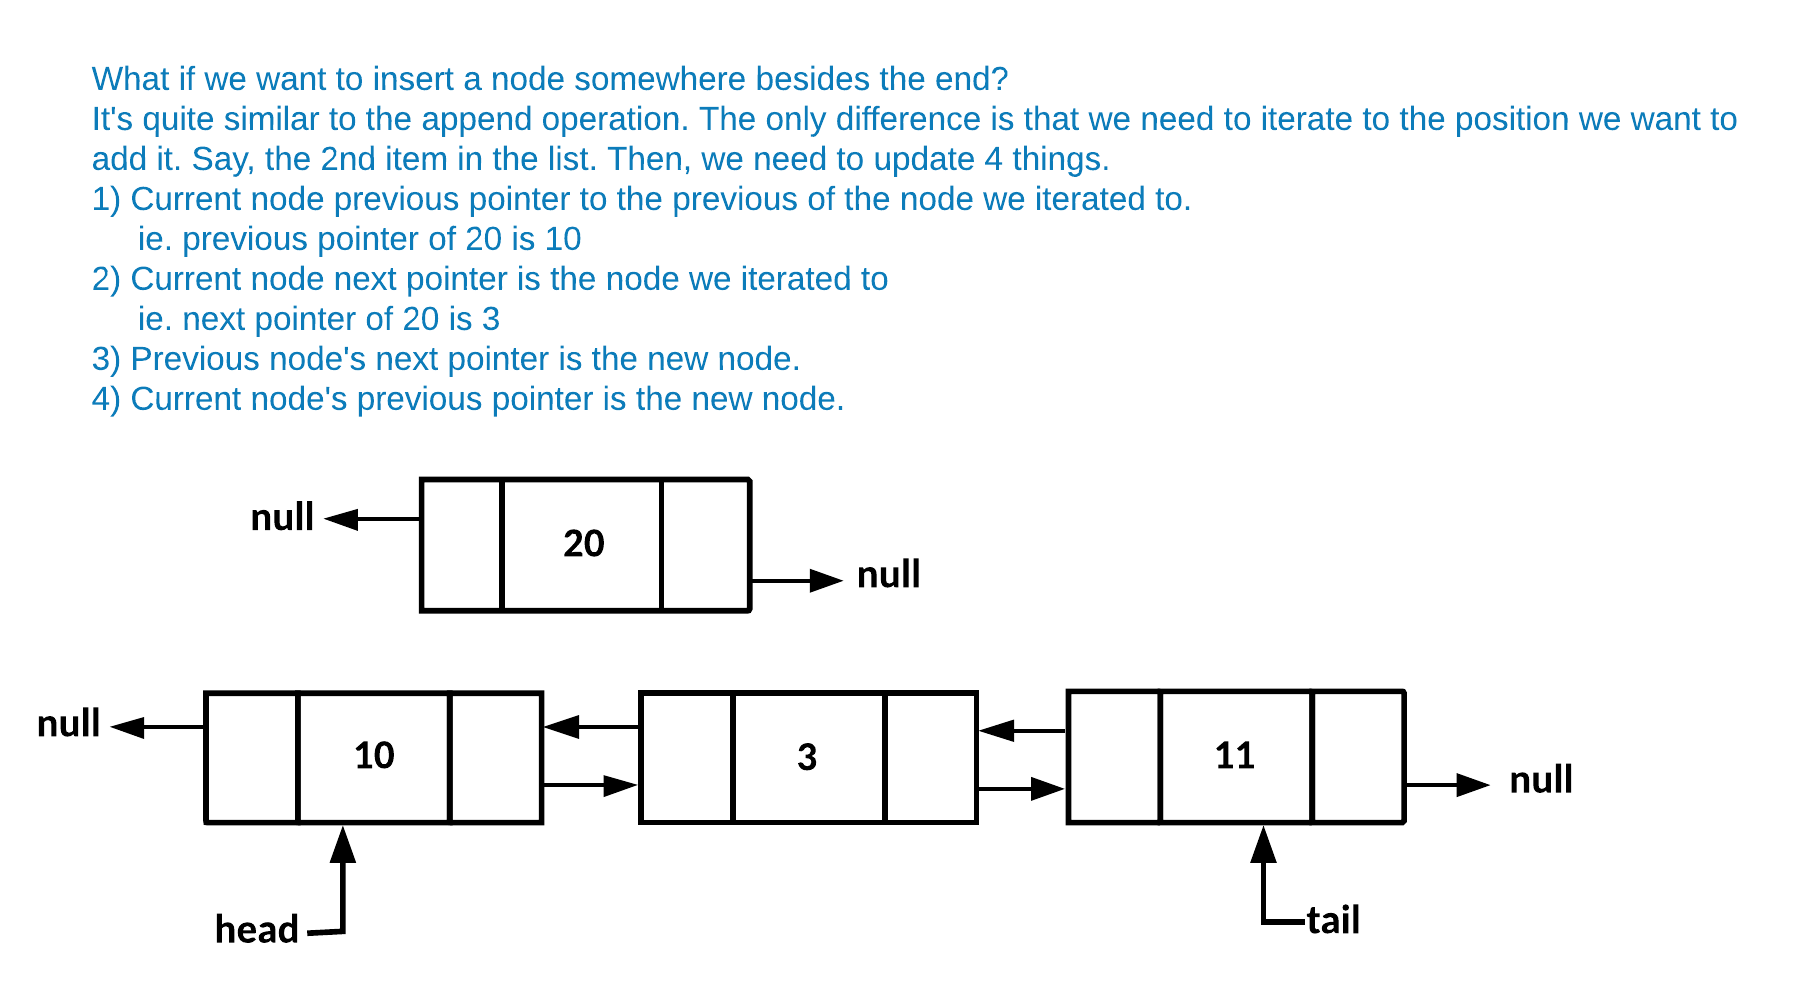 What if we want to insert a node somewhere besides the end?
It's quite similar to the append operation. The only difference is that we need to iterate to the position we want to
add it. Say, the 2nd item in the list. Then, we need to update 4 things.
1) Current node previous pointer to the previous of the node we iterated to.
ie. previous pointer of 20 is 10
2) Current node next pointer is the node we iterated to
ie. next pointer of 20 is 3
3) Previous node's next pointer is the new node.
4) Current node's previous pointer is the new node.
null
20
null
null
10
3
11
null
head
tail